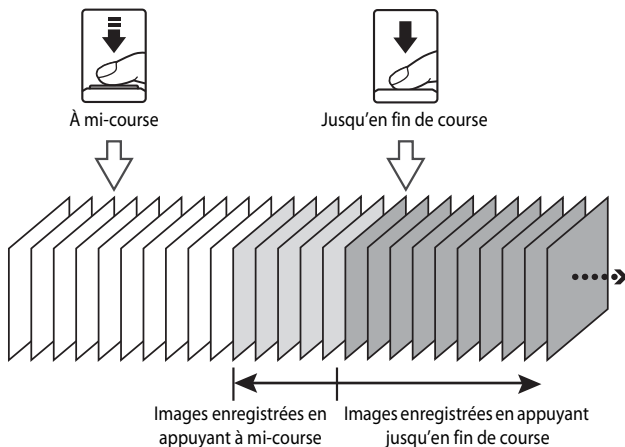 À mi-course
Jusqu'en fin de course
Images enregistrées en
appuyant à mi-course
Images enregistrées en appuyant
jusqu'en fin de course